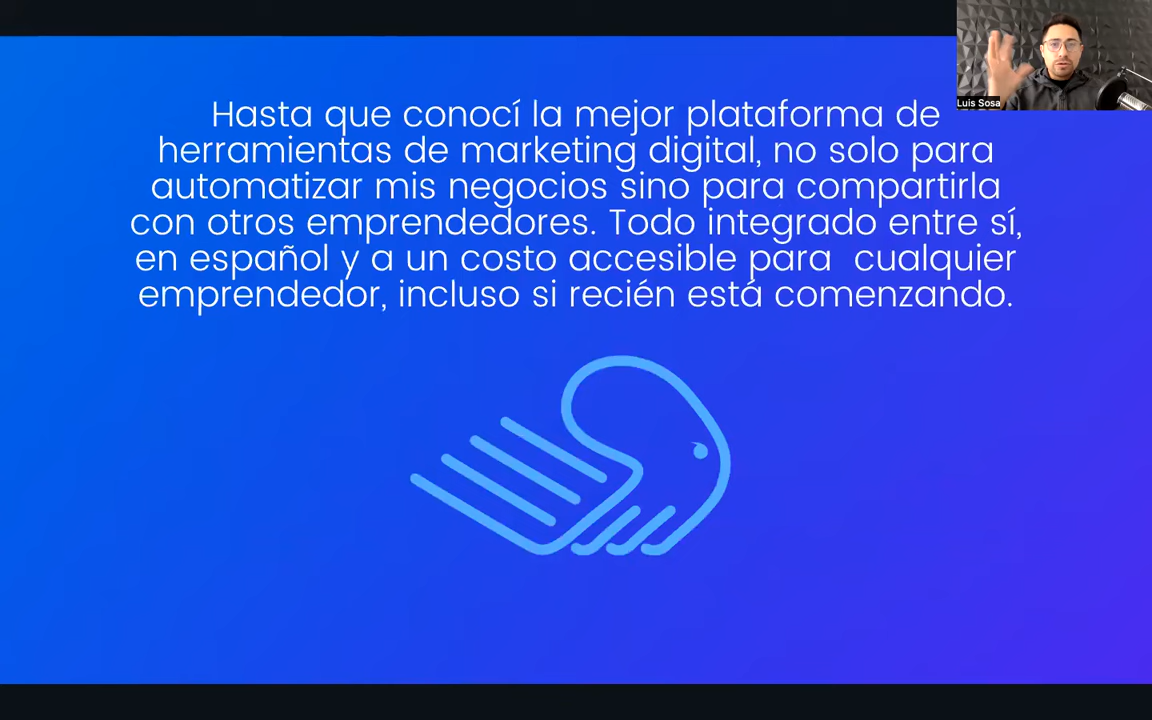 Luis Sosa
Hasta que conocí la mejor plataforma de
herramientas de marketing digital, no solo para
automatizar mis negocios sino para compartirla
con otros emprendedores. Todo integrado entre sí,
en español y a un costo accesible para  cualquier
emprendedor, incluso si recién está comenzando.